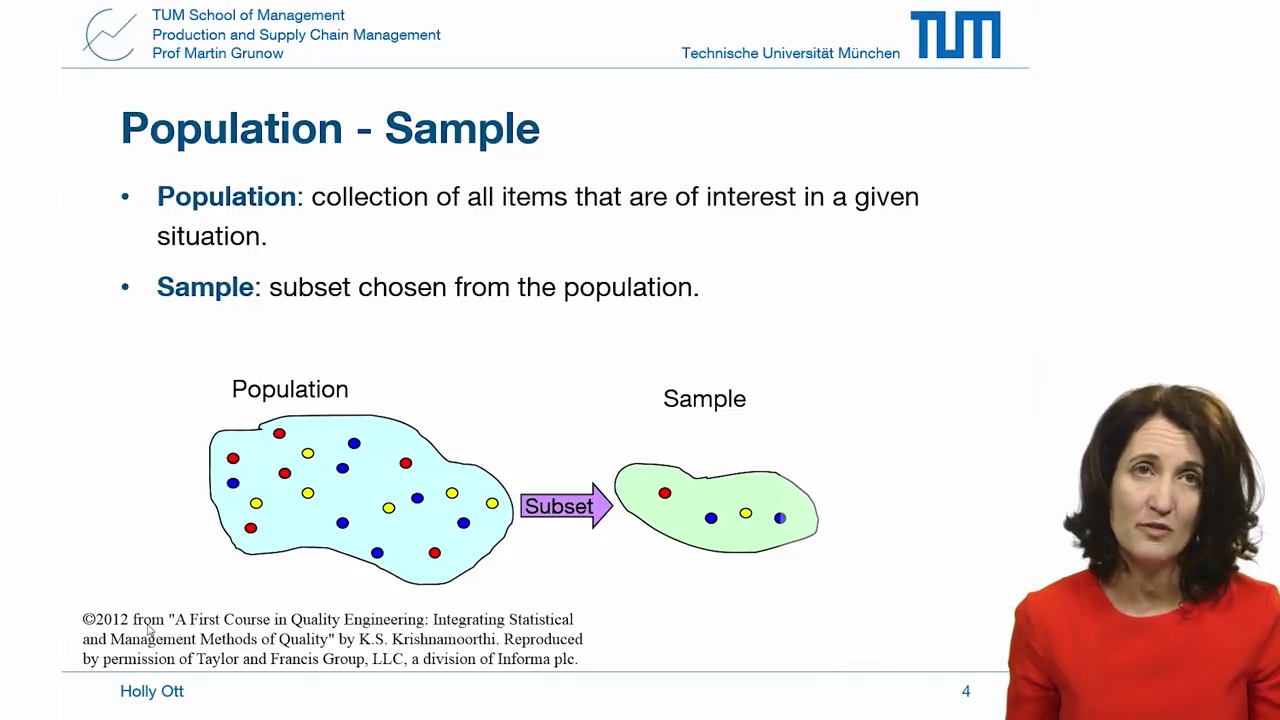 TUM School of Management
Production and Supply Chain Management
Prof Martin Grunow
Technische Universität München
TUM
Population - Sample
• Population: collection of all items that are of interest in a given
situation.
• Sample: subset chosen from the population.
Population
Sample
Subset
©2012 from "A First Course in Quality Engineering: Integrating Statistical
and Management Methods of Quality" by K.S. Krishnamoorthi. Reproduced
by permission of Taylor and Francis Group, LLC, a division of Informa plc.
Holly Ott
4